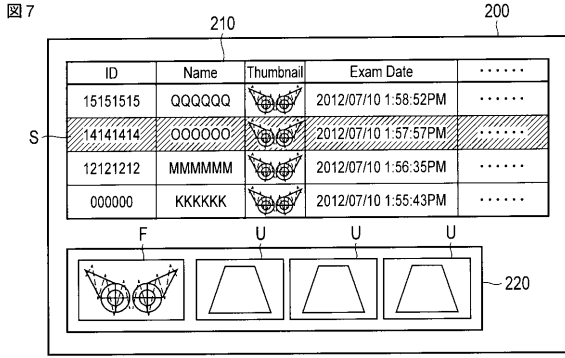 図7
210
200
ID Name Thumbnail Exam Date ······
15151515 QQQQQQ 2012/07/10 1:58:52PM ······
S 14141414 OOOOOO 2012/07/10 1:57:57PM ······
12121212 MMMMMM 2012/07/10 1:56:35PM ······
000000 KKKKKK 2012/07/10 1:55:43PM ······
F U U U
220